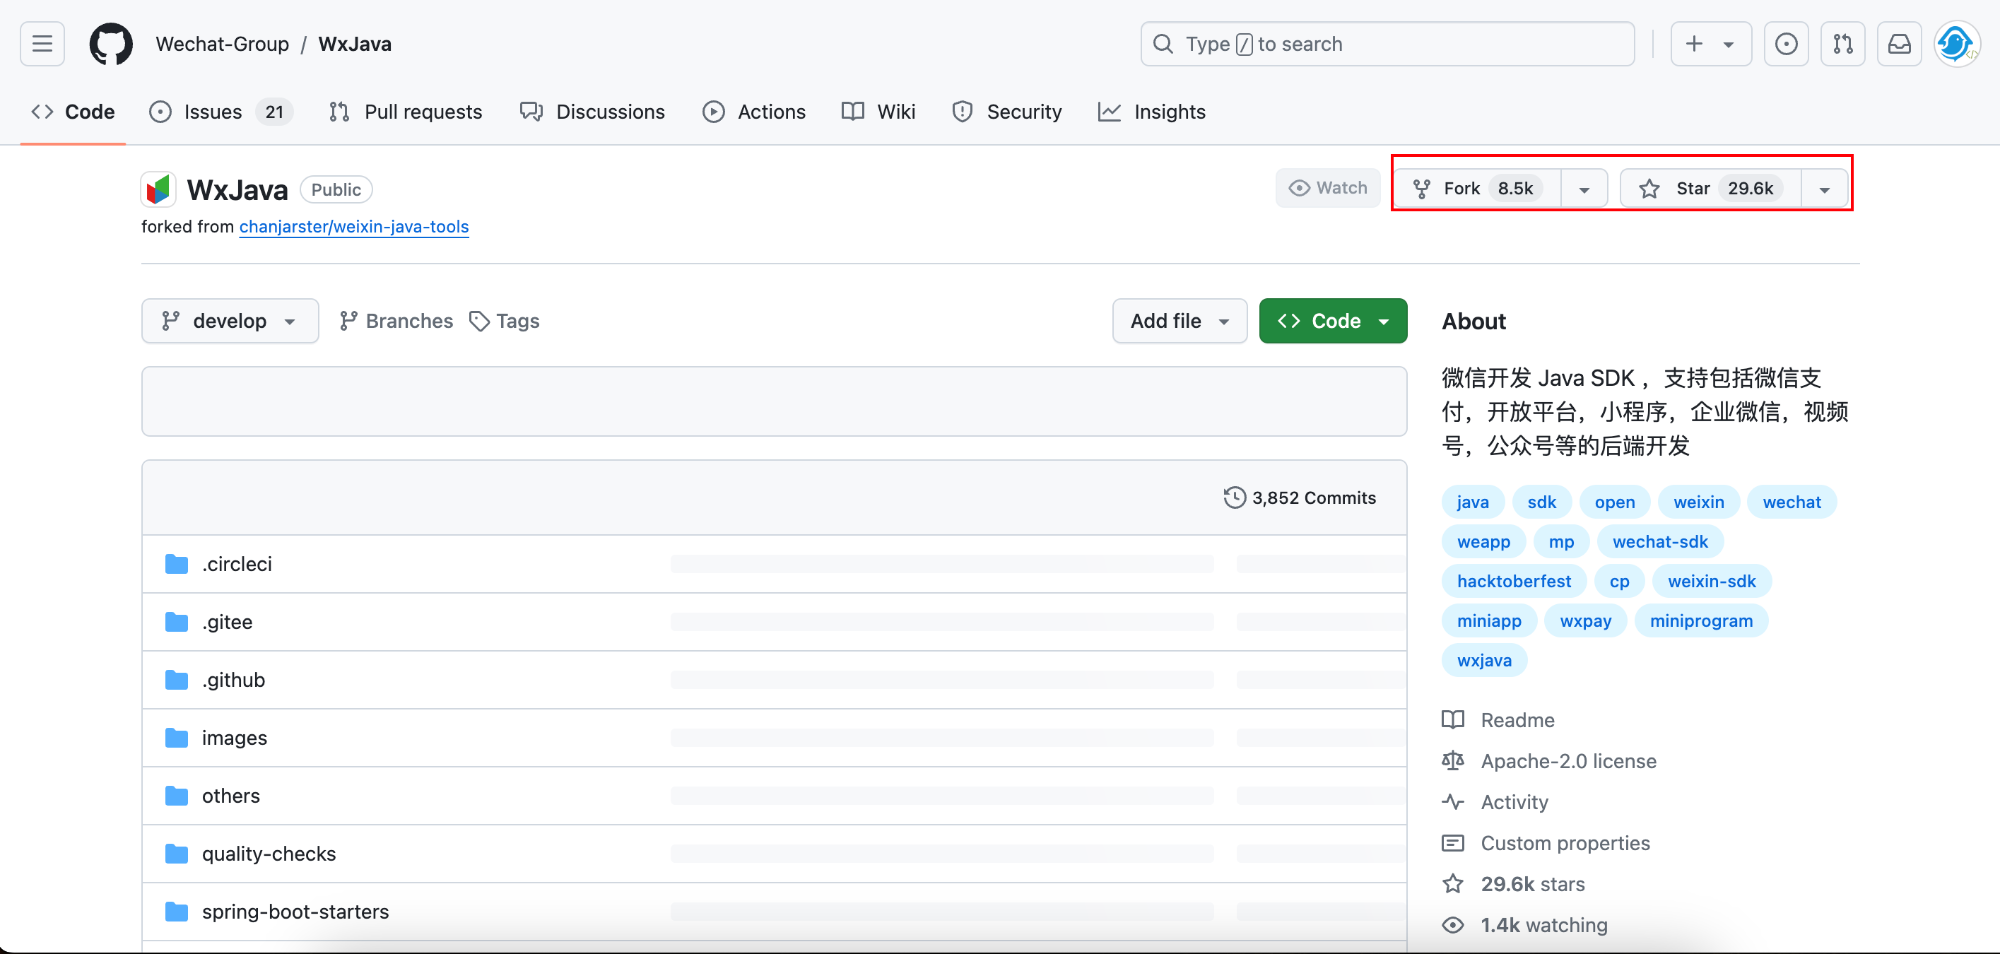 Wechat-Group / WxJava
Type / to search
Code
Issues 21
Pull requests
Discussions
Actions
Wiki
Security
Insights
WxJava Public
forked from chanjarster/weixin-java-tools
Watch
Fork 8.5k
Star 29.6k
develop
Branches
Tags
Add file
Code
3,852 Commits
.circleci
.gitee
.github
images
others
quality-checks
spring-boot-starters
About
微信开发 Java SDK ，支持包括微信支
付，开放平台，小程序，企业微信，视频
号，公众号等的后端开发
java sdk open weixin wechat
weapp mp wechat-sdk
hacktoberfest cp weixin-sdk
miniapp wxpay miniprogram
wxjava
Readme
Apache-2.0 license
Activity
Custom properties
29.6k stars
1.4k watching